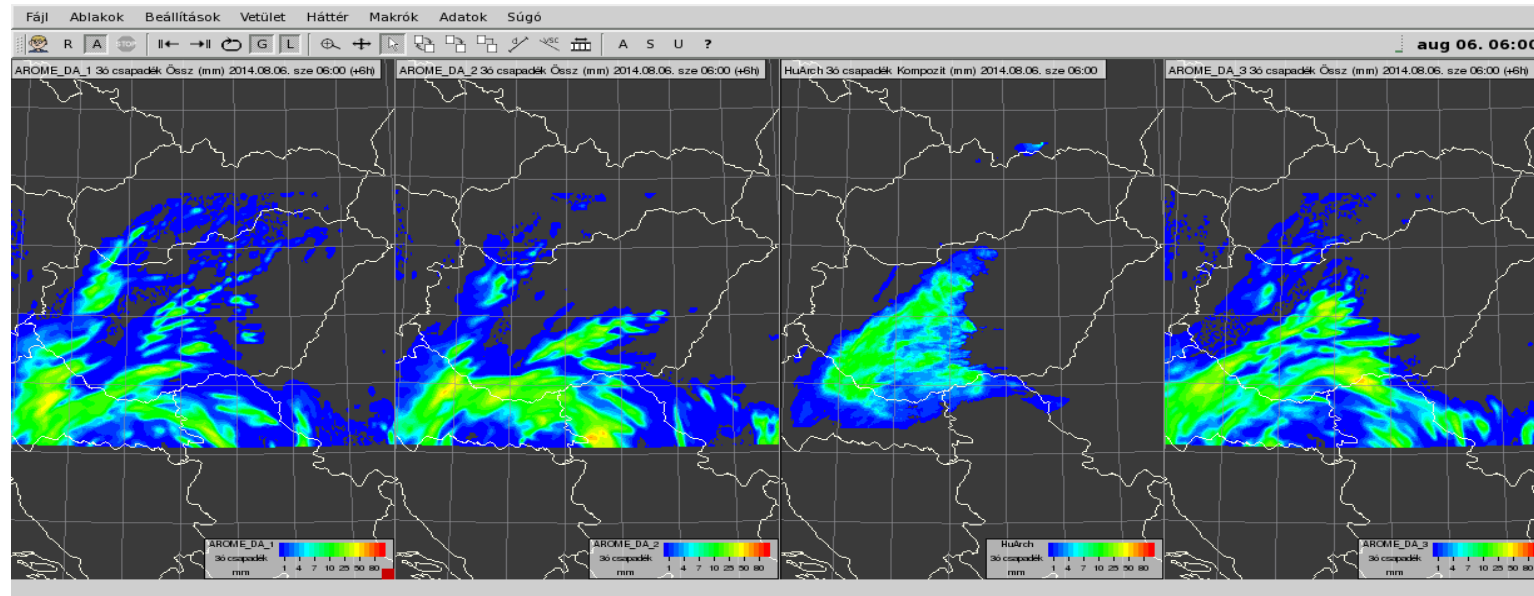 Fájl Ablakok Beállítások Vetület Háttér Makrók Adatok Súgó
R A STOP G L d VSC A S U ? aug 06. 06:00
AROME_DA_1 3ó csapadék Össz (mm) 2014.08.06. sze 06:00 (+6h)
AROME_DA_2 3ó csapadék Össz (mm) 2014.08.06. sze 06:00 (+6h)
HuArch 3ó csapadék Kompozit (mm) 2014.08.06. sze 06:00
AROME_DA_3 3ó csapadék Össz (mm) 2014.08.06. sze 06:00 (+6h)
AROME_DA_1
3ó csapadék
mm
1 4 7 10 25 50 80
AROME_DA_2
3ó csapadék
mm
1 4 7 10 25 50 80
HuArch
3ó csapadék
mm
1 4 7 10 25 50 80
AROME_DA_3
3ó csapadék
mm
1 4 7 10 25 50 80